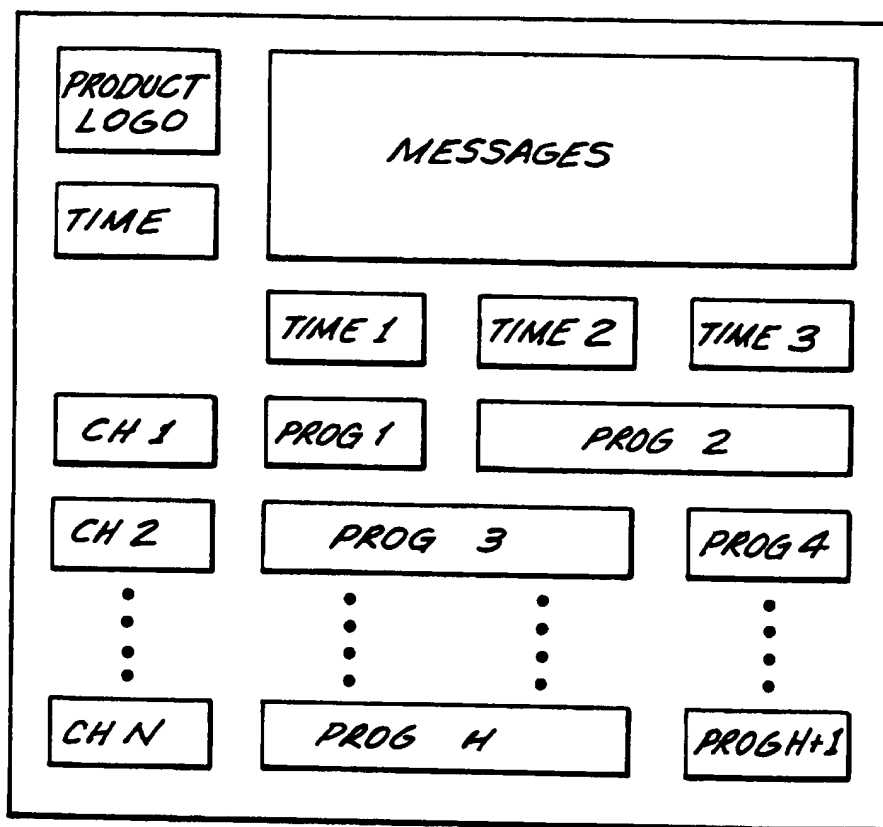 PRODUCT
LOGO
MESSAGES
TIME
TIME 1
TIME 2
TIME 3
CH 1
PROG 1
PROG 2
CH 2
PROG 3
PROG 4
CH N
PROG H
PROG H+1